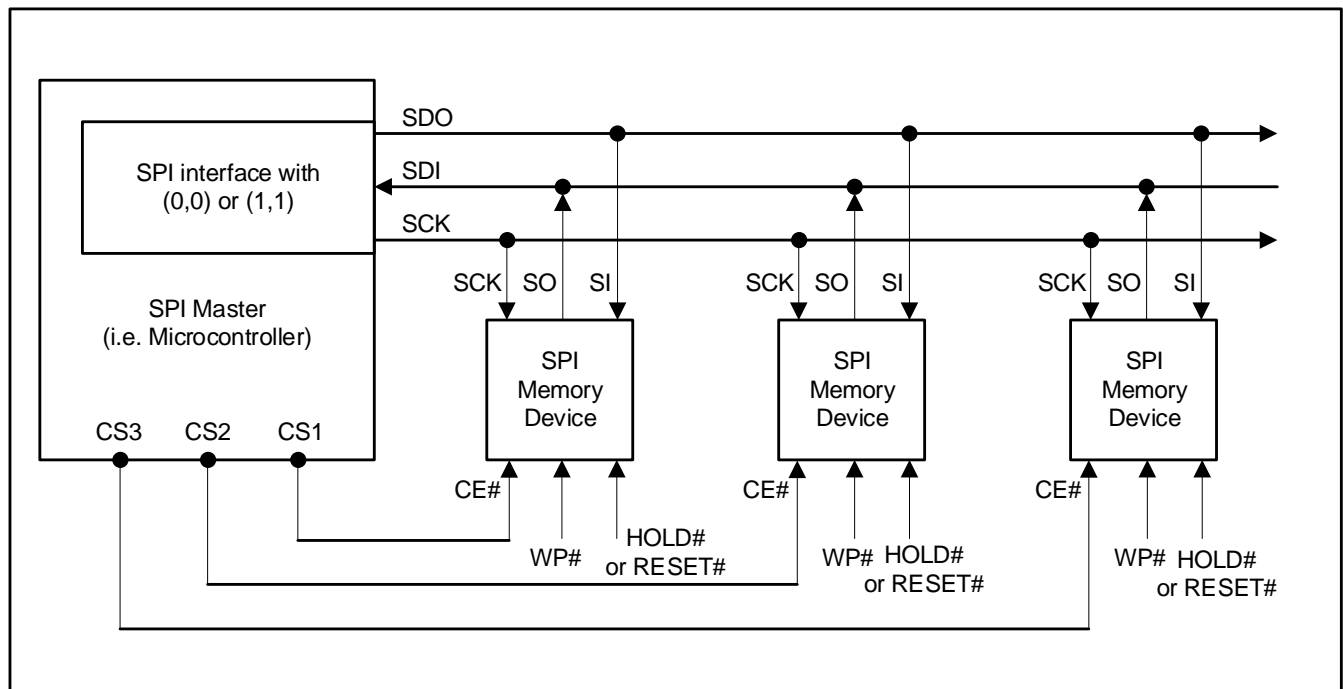 SDO
SPI interface with
(0,0) or (1,1)
SDI
SCK
SPI Master
(i.e. Microcontroller)
SCK SO SI
SCK SO SI
SCK SO SI
SPI
Memory
Device
SPI
Memory
Device
SPI
Memory
Device
CS3 CS2 CS1
CE#
CE#
CE#
WP#
HOLD#
or RESET#
WP#
HOLD#
or RESET#
WP#
HOLD#
or RESET#